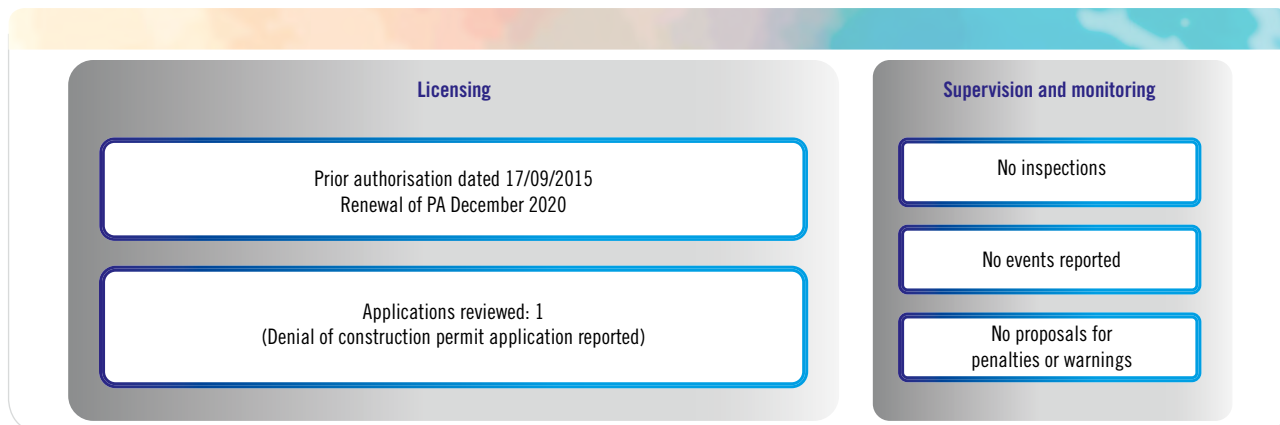 Licensing
Prior authorisation dated 17/09/2015
Renewal of PA December 2020
Applications reviewed: 1
(Denial of construction permit application reported)
Supervision and monitoring
No inspections
No events reported
No proposals for
penalties or warnings